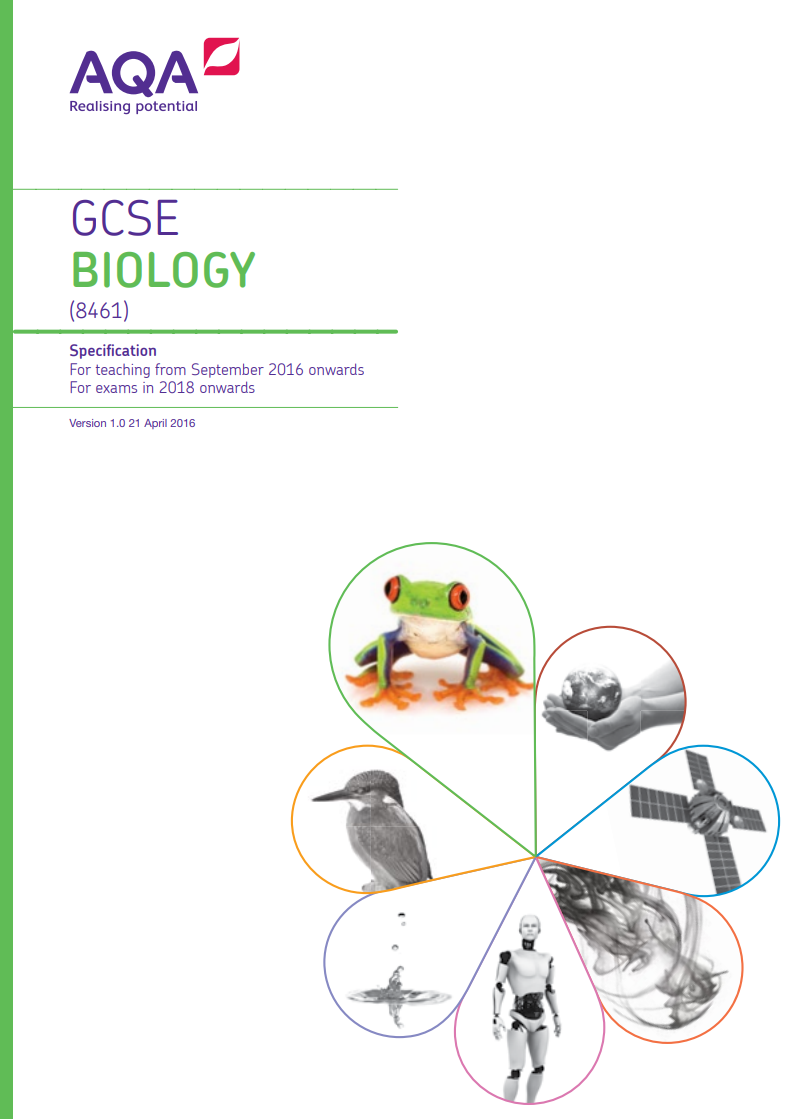 AQA
Realising potential
GCSE
BIOLOGY
(8461)
Specification
For teaching from September 2016 onwards
For exams in 2018 onwards
Version 1.0 21 April 2016